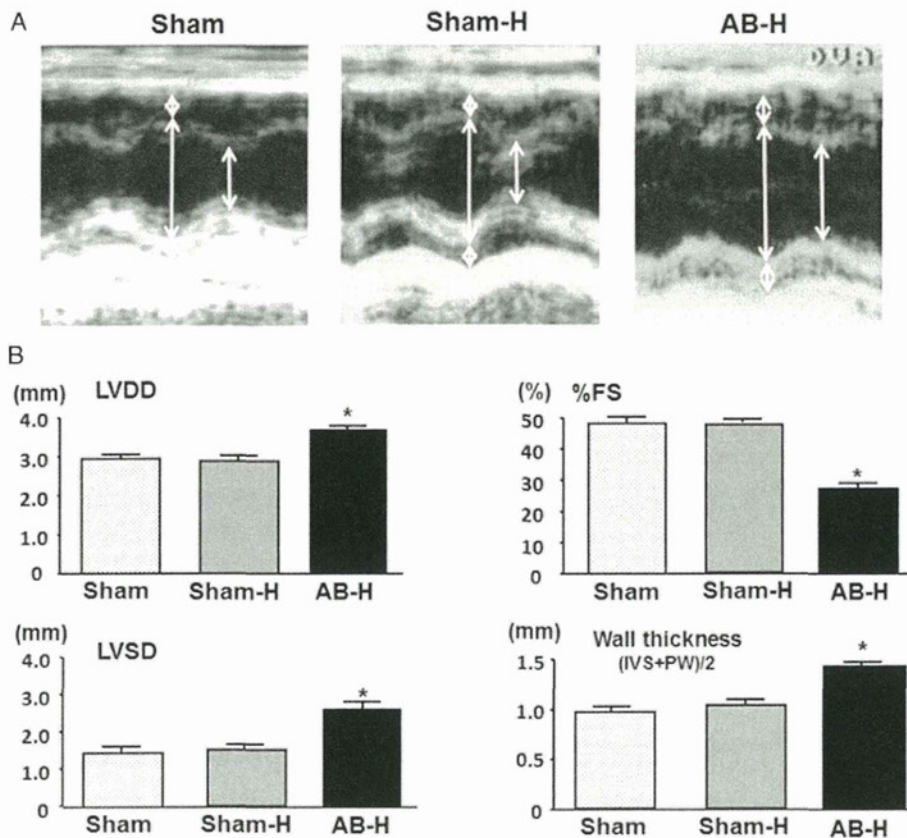 A
Sham
Sham-H
AB-H
B
(mm) LVDD
4.0
3.0
2.0
1.0
0
*
Sham Sham-H AB-H
(%) %FS
50
40
30
20
10
0
*
Sham Sham-H AB-H
(mm) LVSD
4.0
3.0
2.0
1.0
0
*
Sham Sham-H AB-H
(mm) Wall thickness
(IVS+PW)/2
1.5
1.0
0.5
0
*
Sham Sham-H AB-H